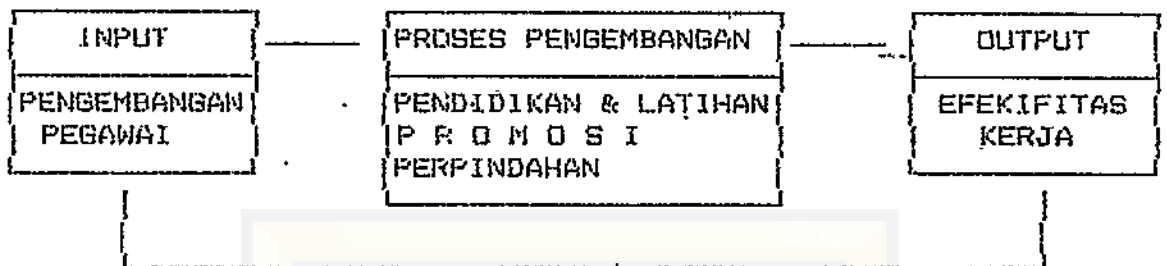 INPUT
PENGEMBANGAN
PEGAWAI
PROSES PENGEMBANGAN
PENDIDIKAN & LATIHAN
P R O M O S I
PERPINDAHAN
OUTPUT
EFEKIFITAS
KERJA